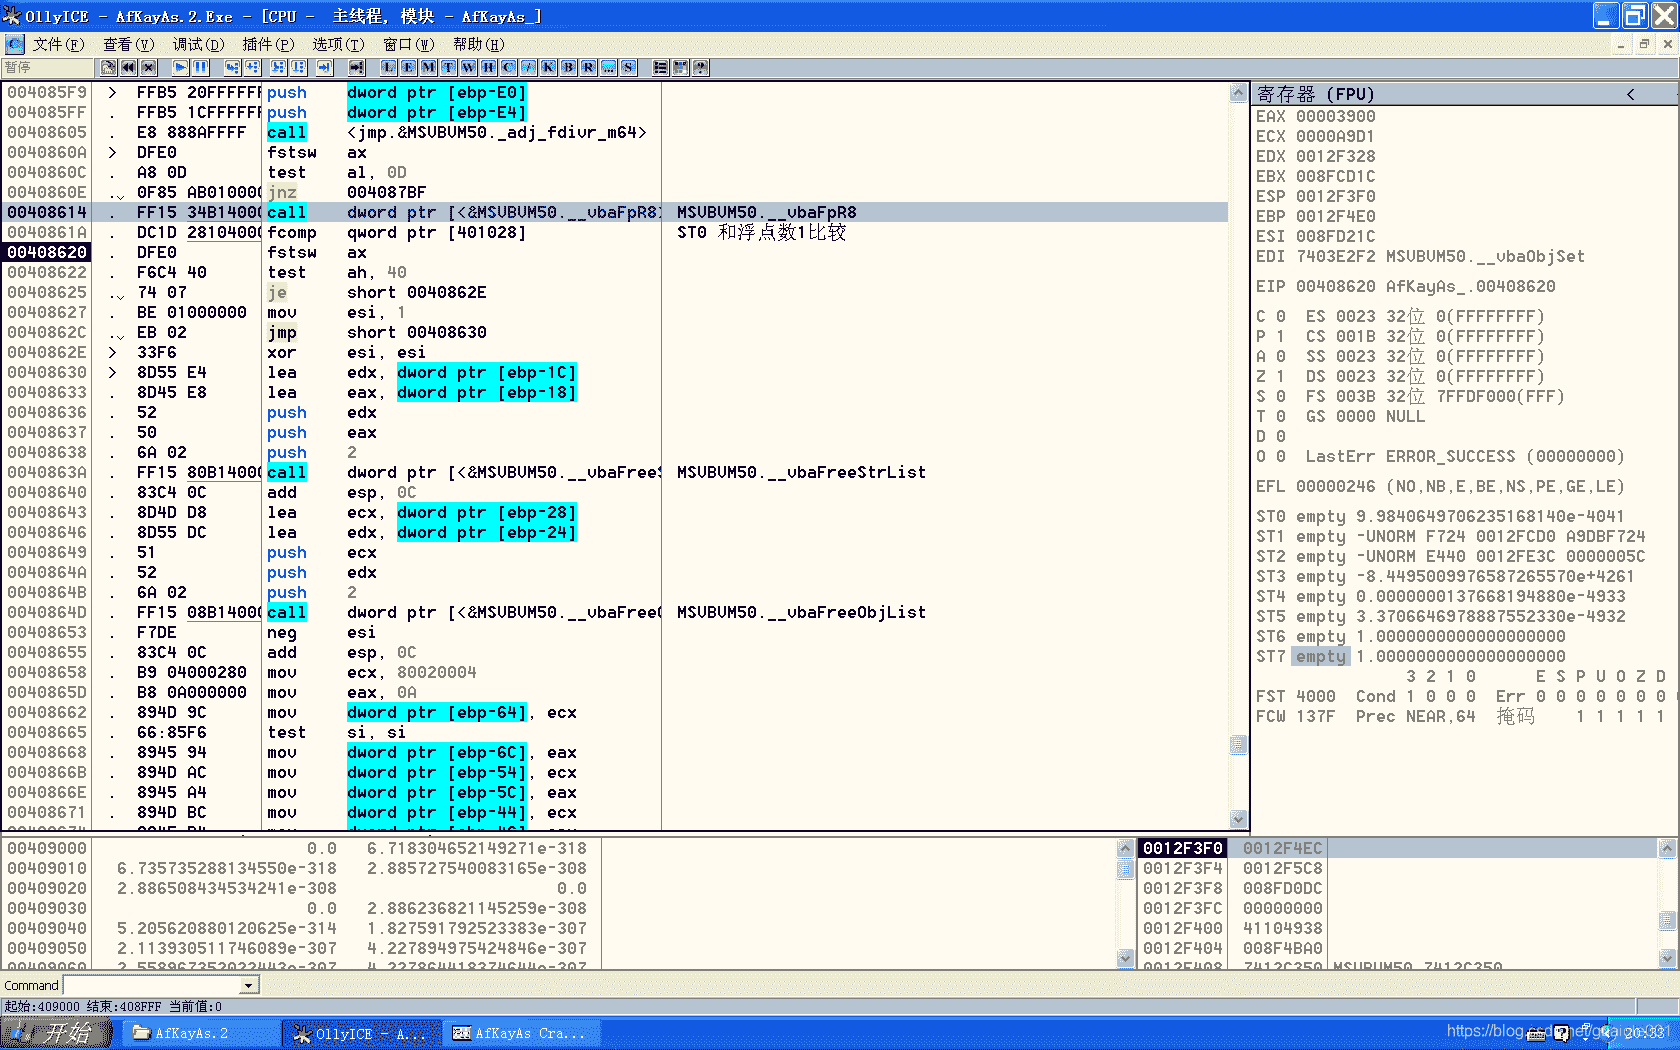 OllyICE - AfKayAs.2.Exe - [CPU - 主线程, 模块 - AfKayAs_]
文件(F) 查看(V) 调试(D) 插件(P) 选项(T) 窗口(W) 帮助(H)
暂停 L E M T W H C / K B R ... S
004085F9 > FFB5 20FFFFFF push dword ptr [ebp-E0]
004085FF . FFB5 1CFFFFFF push dword ptr [ebp-E4]
00408605 . E8 888AFFFF call <jmp.&MSVBVM50._adj_fdivr_m64>
0040860A > DFE0 fstsw ax
0040860C . A8 0D test al, 0D
0040860E . 0F85 AB010000 jnz 004087BF
00408614 . FF15 34B14000 call dword ptr [<&MSVBVM50.__vbaFpR8>] MSVBVM50.__vbaFpR8
0040861A . DC1D 28104000 fcomp qword ptr [401028] ST0 和浮点数1比较
00408620 . DFE0 fstsw ax
00408622 . F6C4 40 test ah, 40
00408625 . 74 07 je short 0040862E
00408627 . BE 01000000 mov esi, 1
0040862C . EB 02 jmp short 00408630
0040862E > 33F6 xor esi, esi
00408630 > 8D55 E4 lea edx, dword ptr [ebp-1C]
00408633 . 8D45 E8 lea eax, dword ptr [ebp-18]
00408636 . 52 push edx
00408637 . 50 push eax
00408638 . 6A 02 push 2
0040863A . FF15 80B14000 call dword ptr [<&MSVBVM50.__vbaFreeS MSVBVM50.__vbaFreeStrList
00408640 . 83C4 0C add esp, 0C
00408643 . 8D4D D8 lea ecx, dword ptr [ebp-28]
00408646 . 8D55 DC lea edx, dword ptr [ebp-24]
00408649 . 51 push ecx
0040864A . 52 push edx
0040864B . 6A 02 push 2
0040864D . FF15 08B14000 call dword ptr [<&MSVBVM50.__vbaFreeO MSVBVM50.__vbaFreeObjList
00408653 . F7DE neg esi
00408655 . 83C4 0C add esp, 0C
00408658 . B9 04000280 mov ecx, 80020004
0040865D . B8 0A000000 mov eax, 0A
00408662 . 894D 9C mov dword ptr [ebp-64], ecx
00408665 . 66:85F6 test si, si
00408668 . 8945 94 mov dword ptr [ebp-6C], eax
0040866B . 894D AC mov dword ptr [ebp-54], ecx
0040866E . 8945 A4 mov dword ptr [ebp-5C], eax
00408671 . 894D BC mov dword ptr [ebp-44], ecx
寄存器 (FPU) <
EAX 00003900
ECX 0000A9D1
EDX 0012F328
EBX 008FCD1C
ESP 0012F3F0
EBP 0012F4E0
ESI 008FD21C
EDI 7403E2F2 MSVBVM50.__vbaObjSet
EIP 00408620 AfKayAs_.00408620
C 0 ES 0023 32位 0(FFFFFFFF)
P 1 CS 001B 32位 0(FFFFFFFF)
A 0 SS 0023 32位 0(FFFFFFFF)
Z 1 DS 0023 32位 0(FFFFFFFF)
S 0 FS 003B 32位 7FFDF000(FFF)
T 0 GS 0000 NULL
D 0
O 0 LastErr ERROR_SUCCESS (00000000)
EFL 00000246 (NO,NB,E,BE,NS,PE,GE,LE)
ST0 empty 9.9840649706235168140e-4041
ST1 empty -UNORM F724 0012FCD0 A9DBF724
ST2 empty -UNORM E440 0012FE3C 0000005C
ST3 empty -8.4495009976587265570e+4261
ST4 empty 0.0000000137668194880e-4933
ST5 empty 3.3706646978887552330e-4932
ST6 empty 1.0000000000000000000
ST7 empty 1.0000000000000000000
3 2 1 0 E S P U O Z D
FST 4000 Cond 1 0 0 0 Err 0 0 0 0 0 0 0
FCW 137F Prec NEAR,64 掩码 1 1 1 1 1
00409000 0.0 6.718304652149271e-318
00409010 6.735735288134550e-318 2.885727540083165e-308
00409020 2.886508434534241e-308 0.0
00409030 0.0 2.886236821145259e-308
00409040 5.205620880120625e-314 1.827591792523383e-307
00409050 2.113930511746089e-307 4.227894975424846e-307
00409060 2.558967352022443e-307 4.227864418374644e-307
0012F3F0 0012F4EC
0012F3F4 0012F5C8
0012F3F8 008FD0DC
0012F3FC 00000000
0012F400 41104938
0012F404 008F4BA0
0012F408 7412C350 MSVBVM50.7412C350
Command
起始:409000 结束:408FFF 当前值:0
开始 AfKayAs.2 OllyICE - A... AfKayAs Cra... 20:33